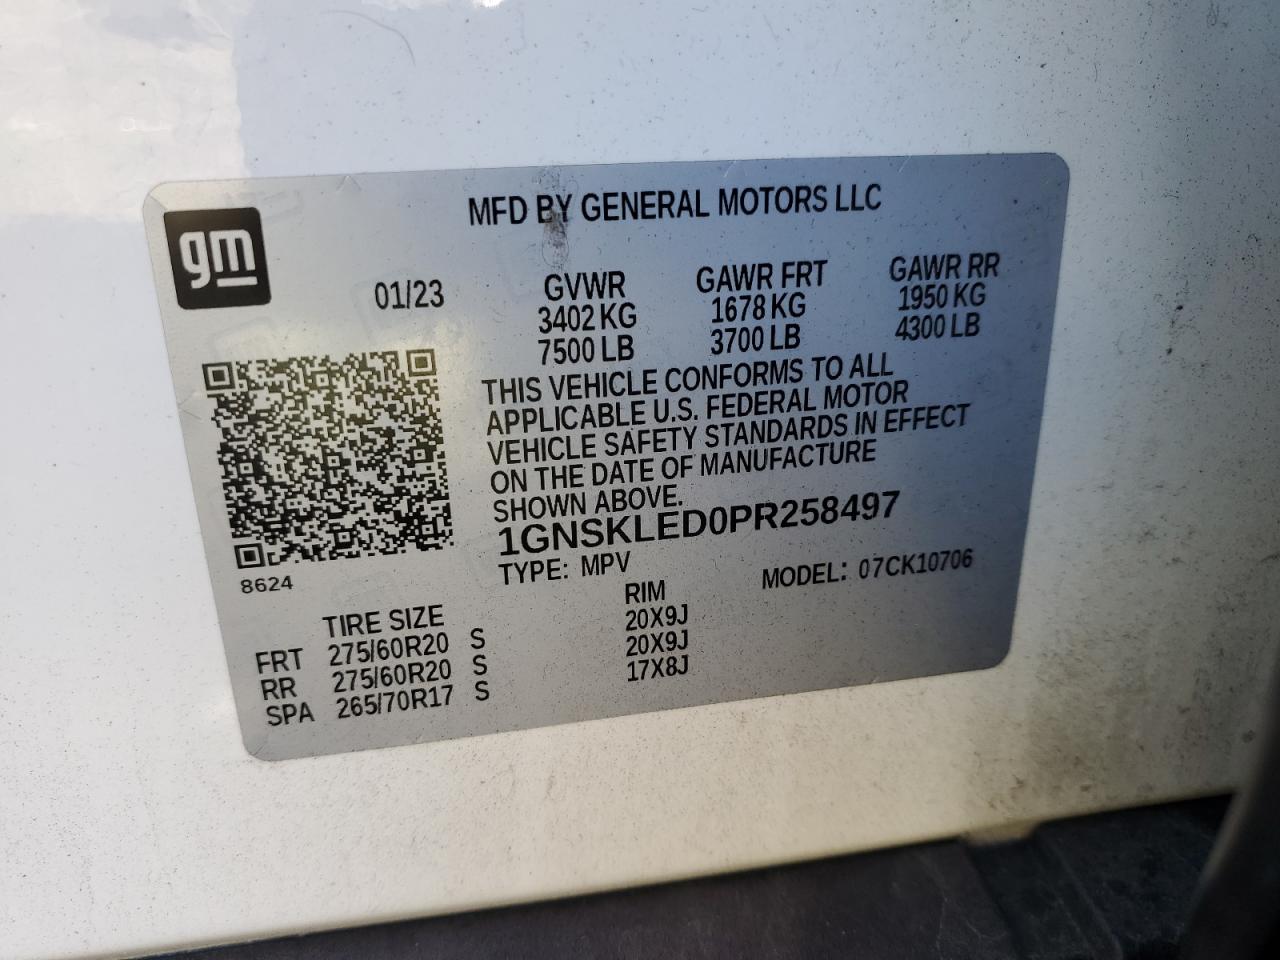 MFD BY GENERAL MOTORS LLC
gm
01/23
GVWR GAWR FRT GAWR RR
3402 KG 1678 KG 1950 KG
7500 LB 3700 LB 4300 LB
THIS VEHICLE CONFORMS TO ALL
APPLICABLE U.S. FEDERAL MOTOR
VEHICLE SAFETY STANDARDS IN EFFECT
ON THE DATE OF MANUFACTURE
SHOWN ABOVE.
1GNSKLED0PR258497
8624
TYPE: MPV MODEL: 07CK10706
TIRE SIZE RIM
FRT 275/60R20 S 20X9J
RR 275/60R20 S 20X9J
SPA 265/70R17 S 17X8J